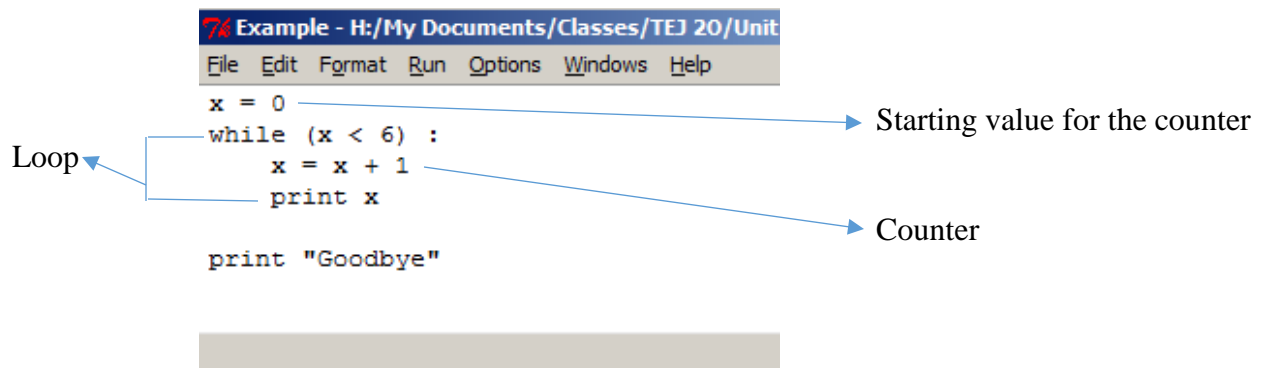 Example - H:/My Documents/Classes/TEJ 20/Unit
File Edit Format Run Options Windows Help
x = 0
Starting value for the counter
while (x < 6) :
Loop
x = x + 1
print x
Counter
print "Goodbye"